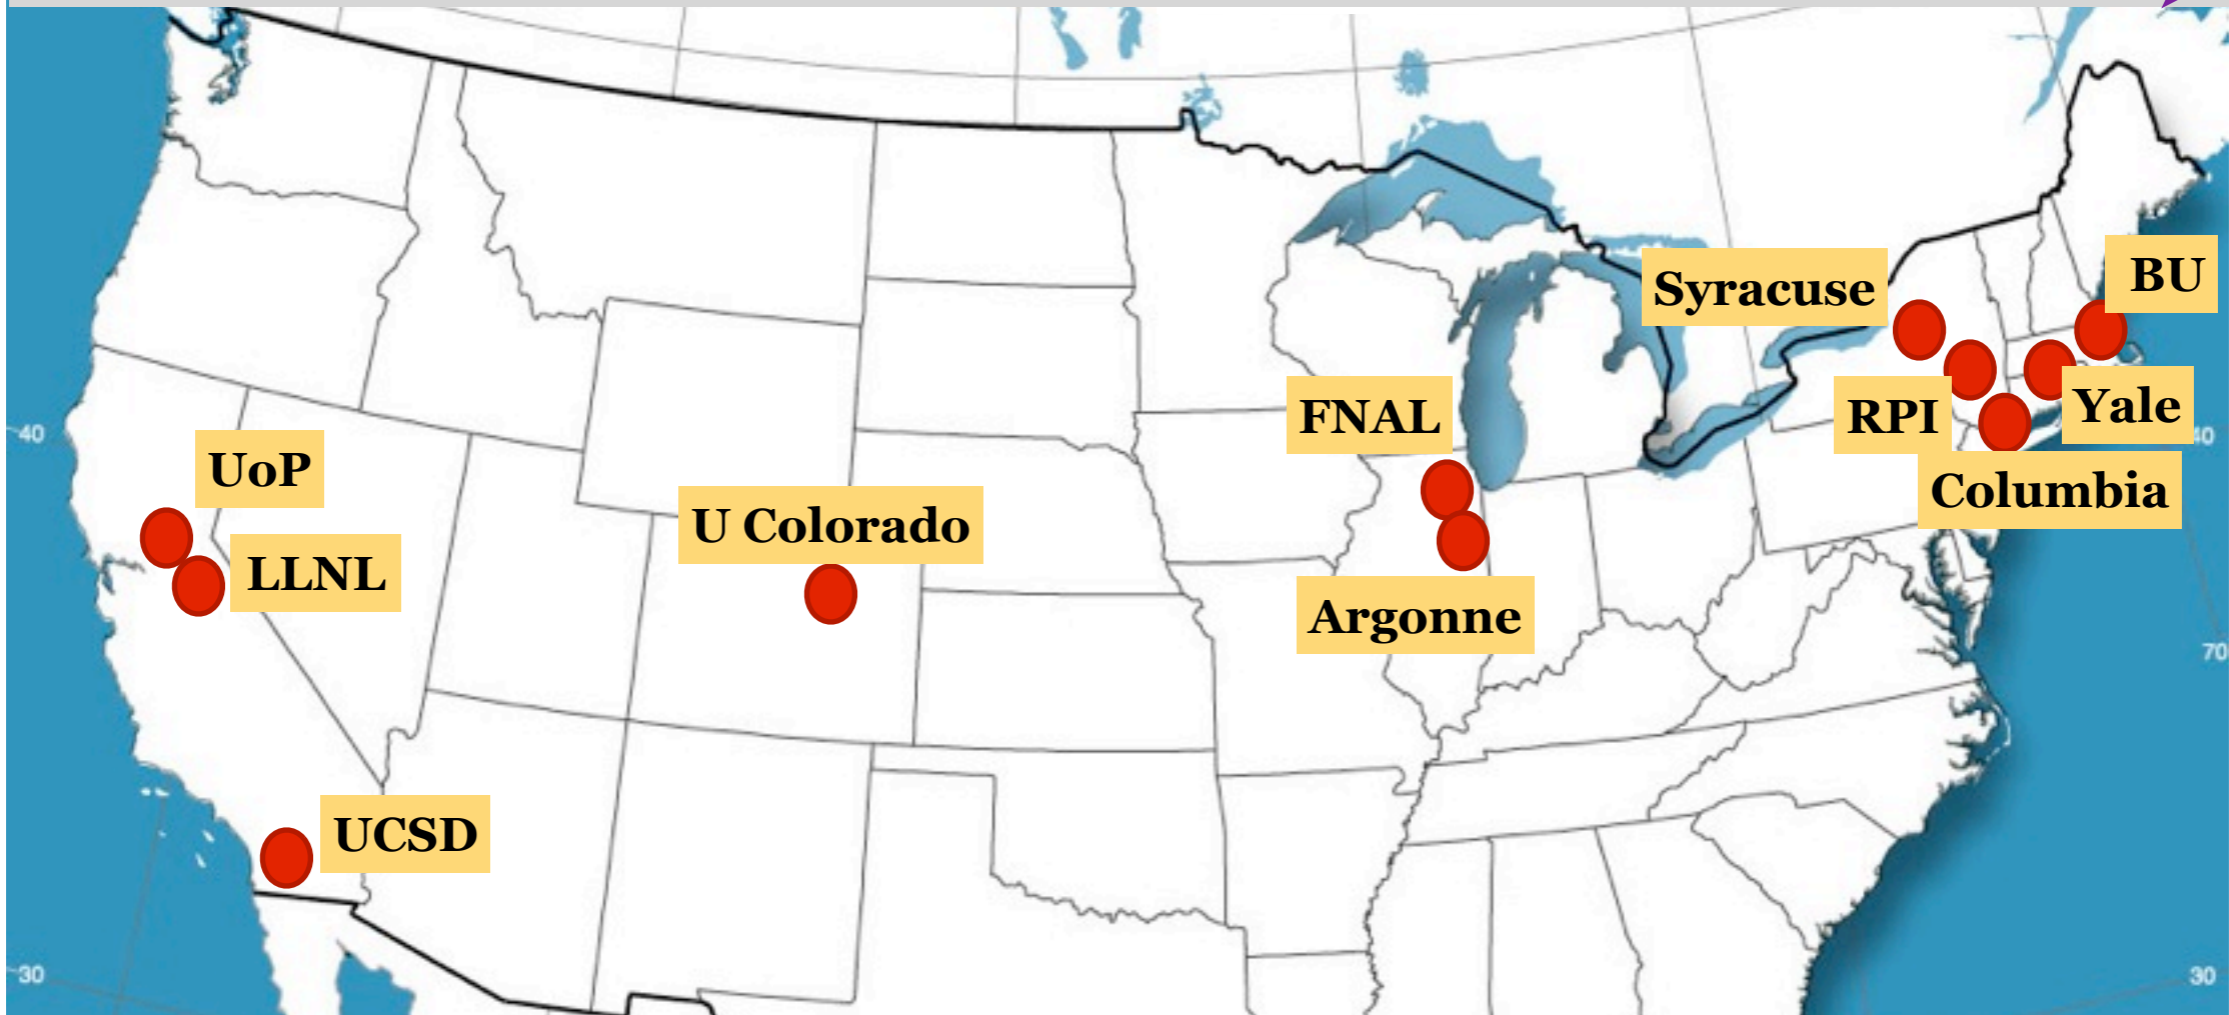 BU
Syracuse
FNAL
RPI
Yale
40
40
UoP
Columbia
U Colorado
LLNL
Argonne
70
UCSD
30
30